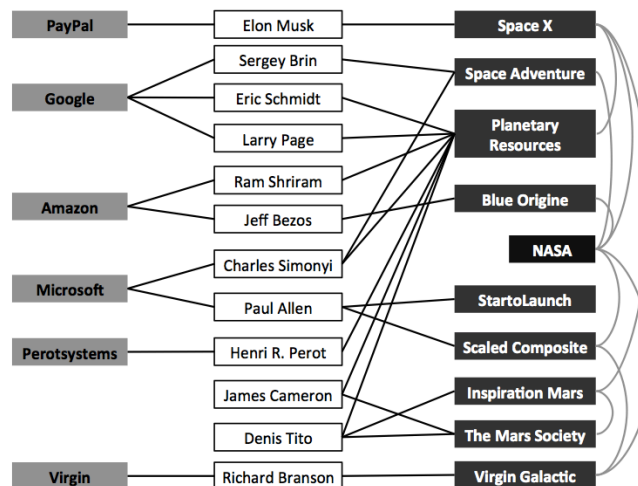 PayPal
Elon Musk
Space X
Sergey Brin
Space Adventure
Google
Eric Schmidt
Planetary
Resources
Larry Page
Ram Shriram
Amazon
Blue Origine
Jeff Bezos
NASA
Charles Simonyi
Microsoft
StartoLaunch
Paul Allen
Perotsystems
Henri R. Perot
Scaled Composite
James Cameron
Inspiration Mars
Denis Tito
The Mars Society
Virgin
Richard Branson
Virgin Galactic